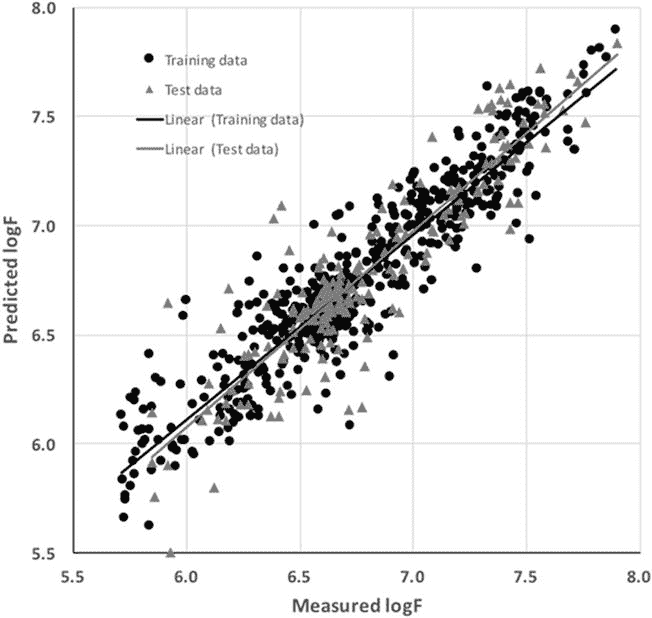 8.0
7.5
7.0
6.5
6.0
5.5
Predicted logF
Training data
Test data
Linear (Training data)
Linear (Test data)
5.5 6.0 6.5 7.0 7.5 8.0
Measured logF